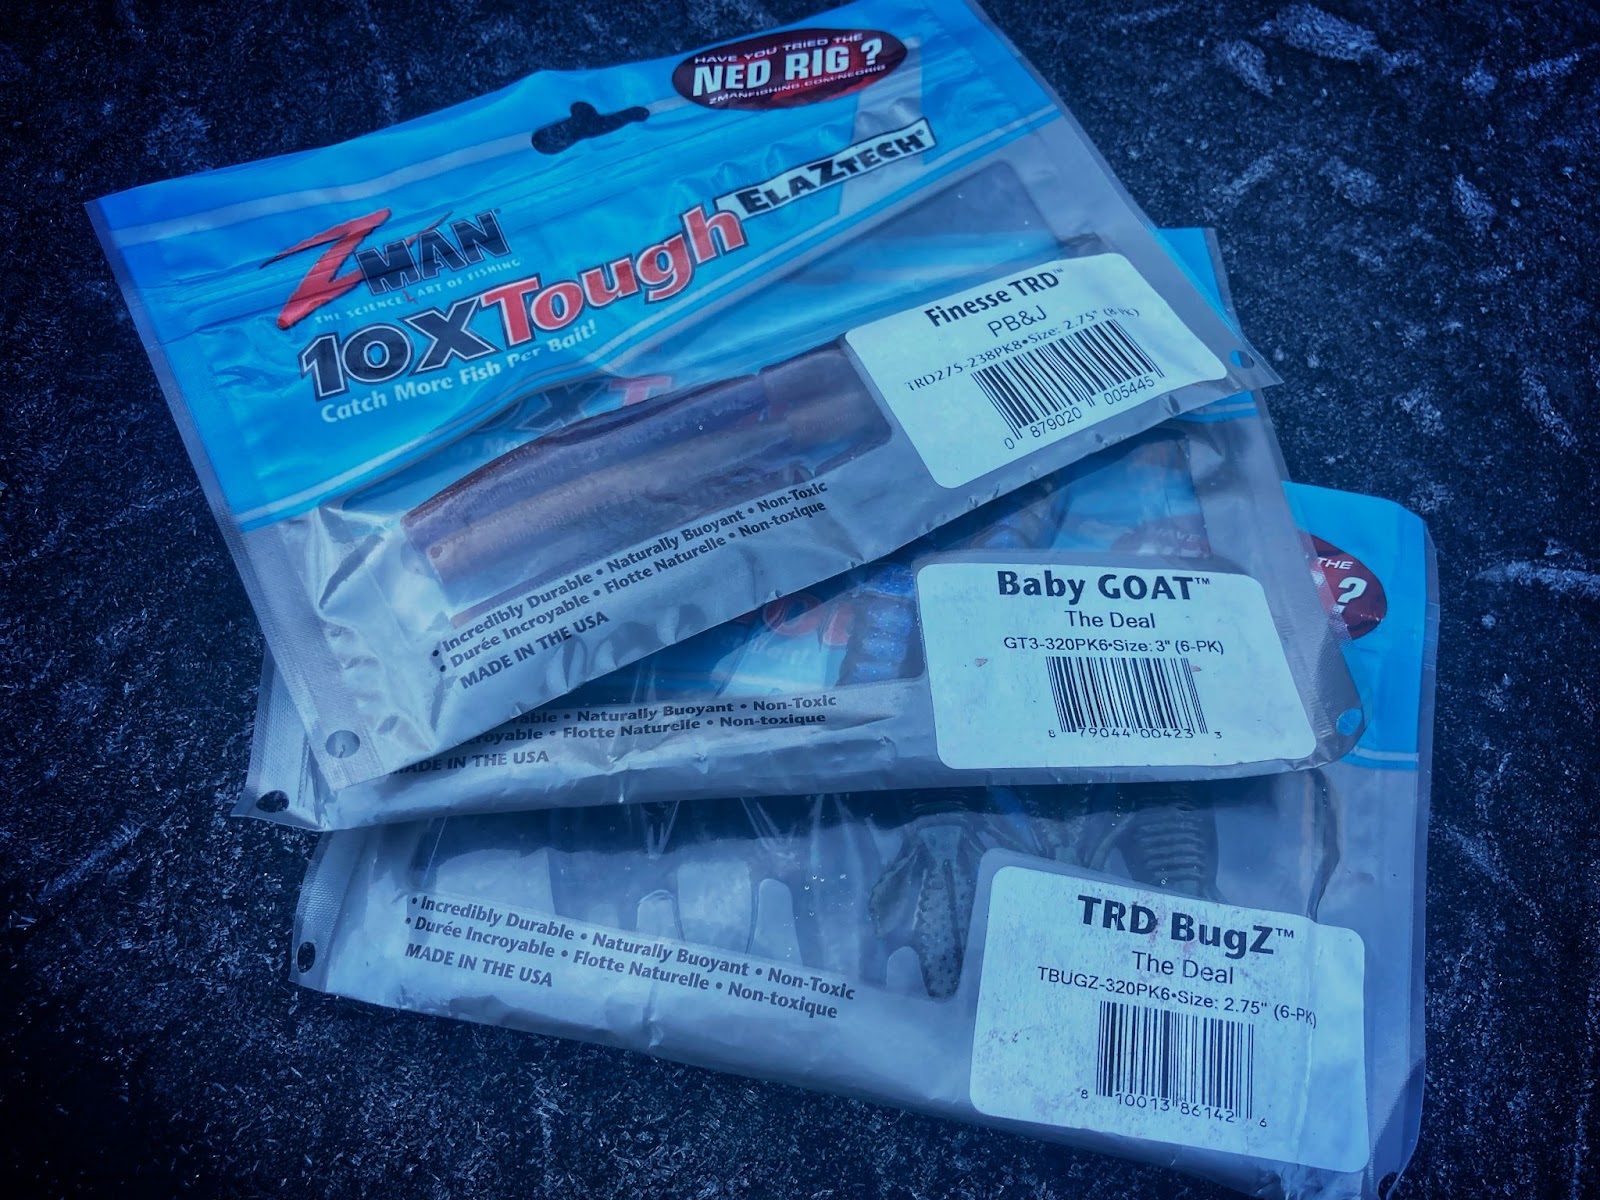 HAVE YOU TRIED THE
NED RIG ?
ZMANFISHING.COM/NEDRIG
ZMAN®
THE SCIENCE & ART OF FISHING
ELAZTECH®
10XTough
Catch More Fish Per Bait!
Finesse TRD™
PB&J
TRD275-238PK8•Size: 2.75" (8 PK)
0 879020 005445
• Incredibly Durable • Naturally Buoyant • Non-Toxic
• Durée Incroyable • Flotte Naturelle • Non-toxique
MADE IN THE USA
THE
?
Baby GOAT™
The Deal
GT3-320PK6•Size: 3" (6-PK)
8 79044 00423 3
• Naturally Buoyant • Non-Toxic
• Flotte Naturelle • Non-toxique
MADE IN THE USA
TRD BugZ™
The Deal
TBUGZ-320PK6•Size: 2.75" (6-PK)
8 10013 86142 6
• Incredibly Durable • Naturally Buoyant • Non-Toxic
• Durée Incroyable • Flotte Naturelle • Non-toxique
MADE IN THE USA